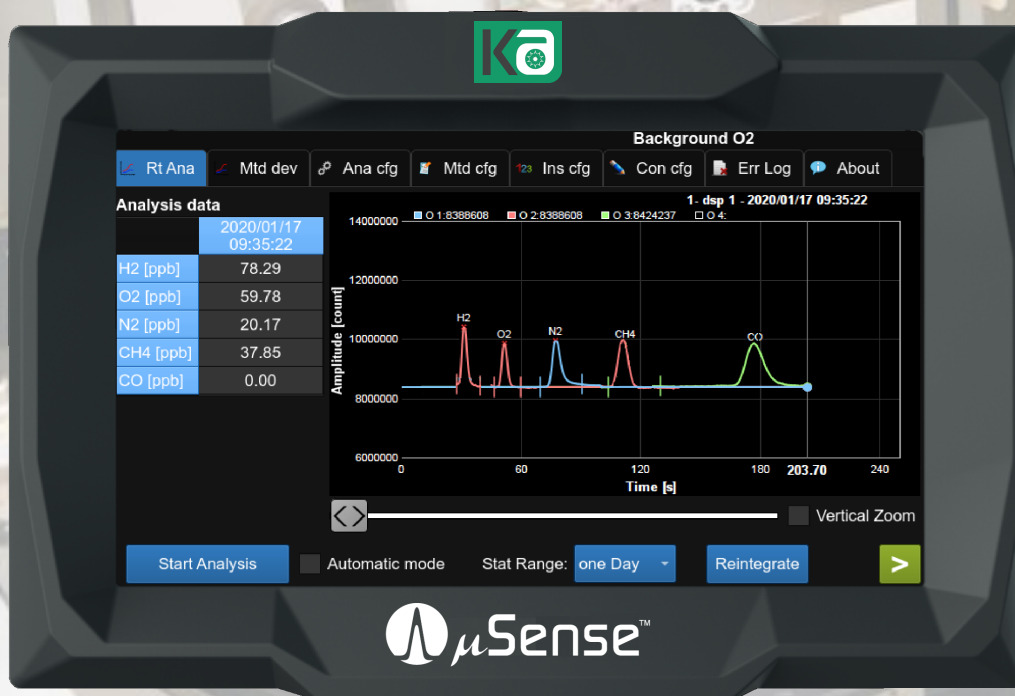 Ka
Background O2
Rt Ana
Mtd dev
Ana cfg
Mtd cfg
123 Ins cfg
Con cfg
Err Log
About
Analysis data
2020/01/17
09:35:22
H2 [ppb] 78.29
O2 [ppb] 59.78
N2 [ppb] 20.17
CH4 [ppb] 37.85
CO [ppb] 0.00
1- dsp 1 - 2020/01/17 09:35:22
O 1:8388608 O 2:8388608 O 3:8424237 O 4:
14000000
12000000
10000000
8000000
6000000
Amplitude [count]
H2
O2
N2
CH4
CO
0 60 120 180 203.70 240
Time [s]
Vertical Zoom
Start Analysis
Automatic mode
Stat Range: one Day
Reintegrate
>
µSense™